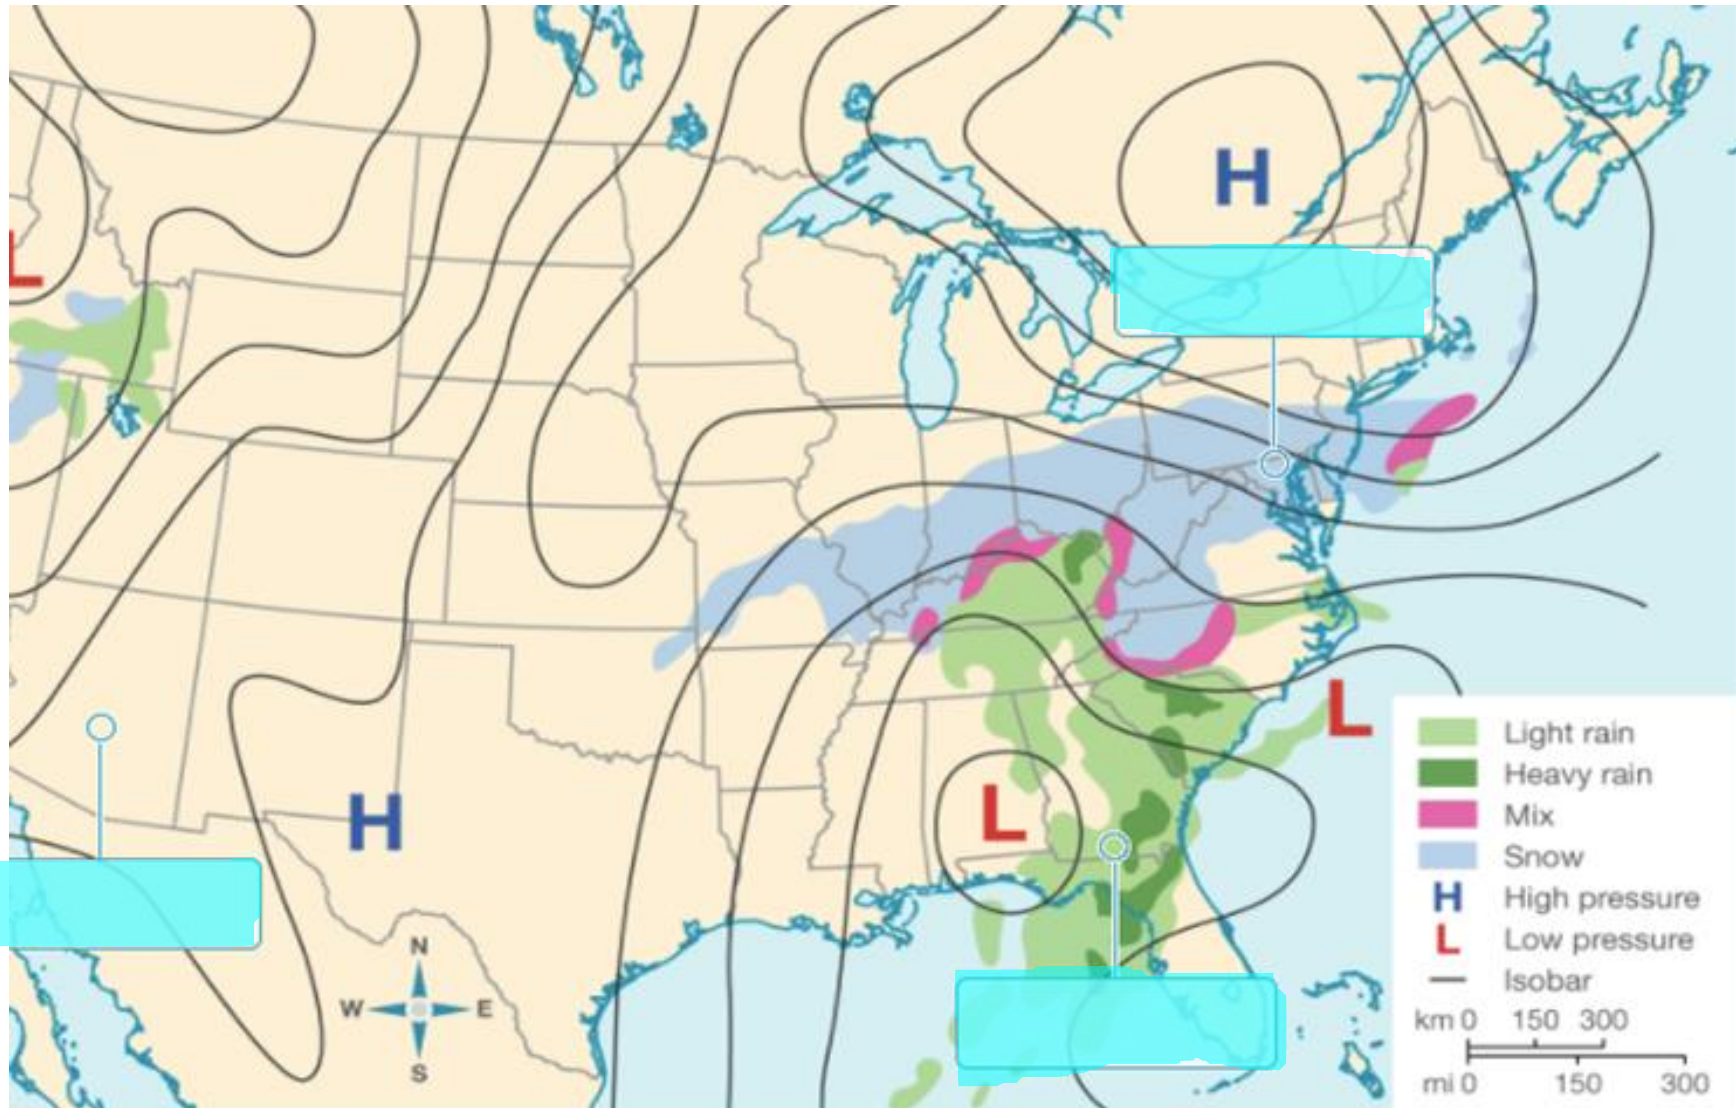 H
L
L
H
L
N
W E
S
Light rain
Heavy rain
Mix
Snow
H High pressure
L Low pressure
Isobar
km 0 150 300
mi 0 150 300